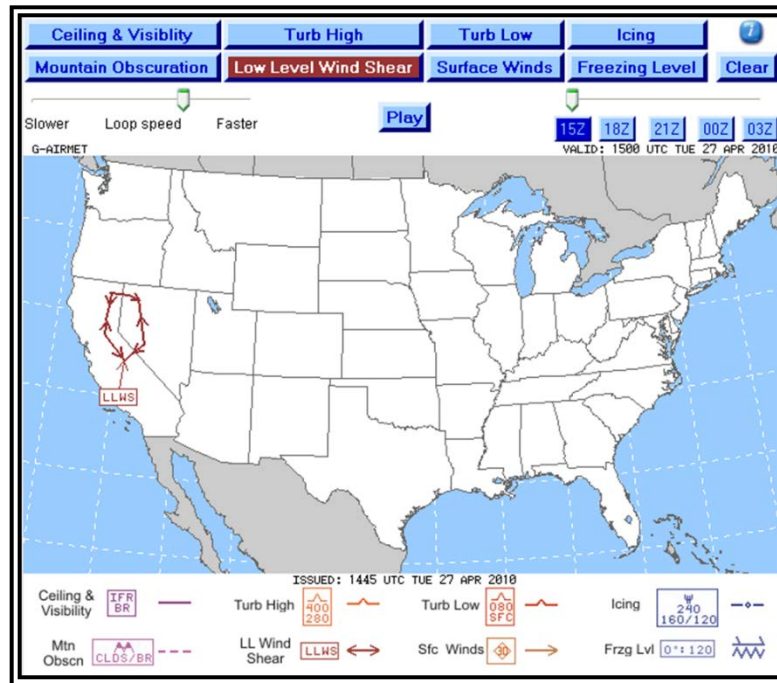 Ceiling & Visiblity Turb High Turb Low Icing i
Mountain Obscuration Low Level Wind Shear Surface Winds Freezing Level Clear
Slower Loop speed Faster Play 15Z 18Z 21Z 00Z 03Z
G-AIRMET VALID: 1500 UTC TUE 27 APR 2010
LLWS
ISSUED: 1445 UTC TUE 27 APR 2010
Ceiling &
Visibility
IFR
BR
Turb High
400
280
Turb Low
080
SFC
Icing
240
160/120
Mtn
Obscn
CLDS/BR
LL Wind
Shear
LLWS
Sfc Winds
30
Frzg Lvl
0°:120